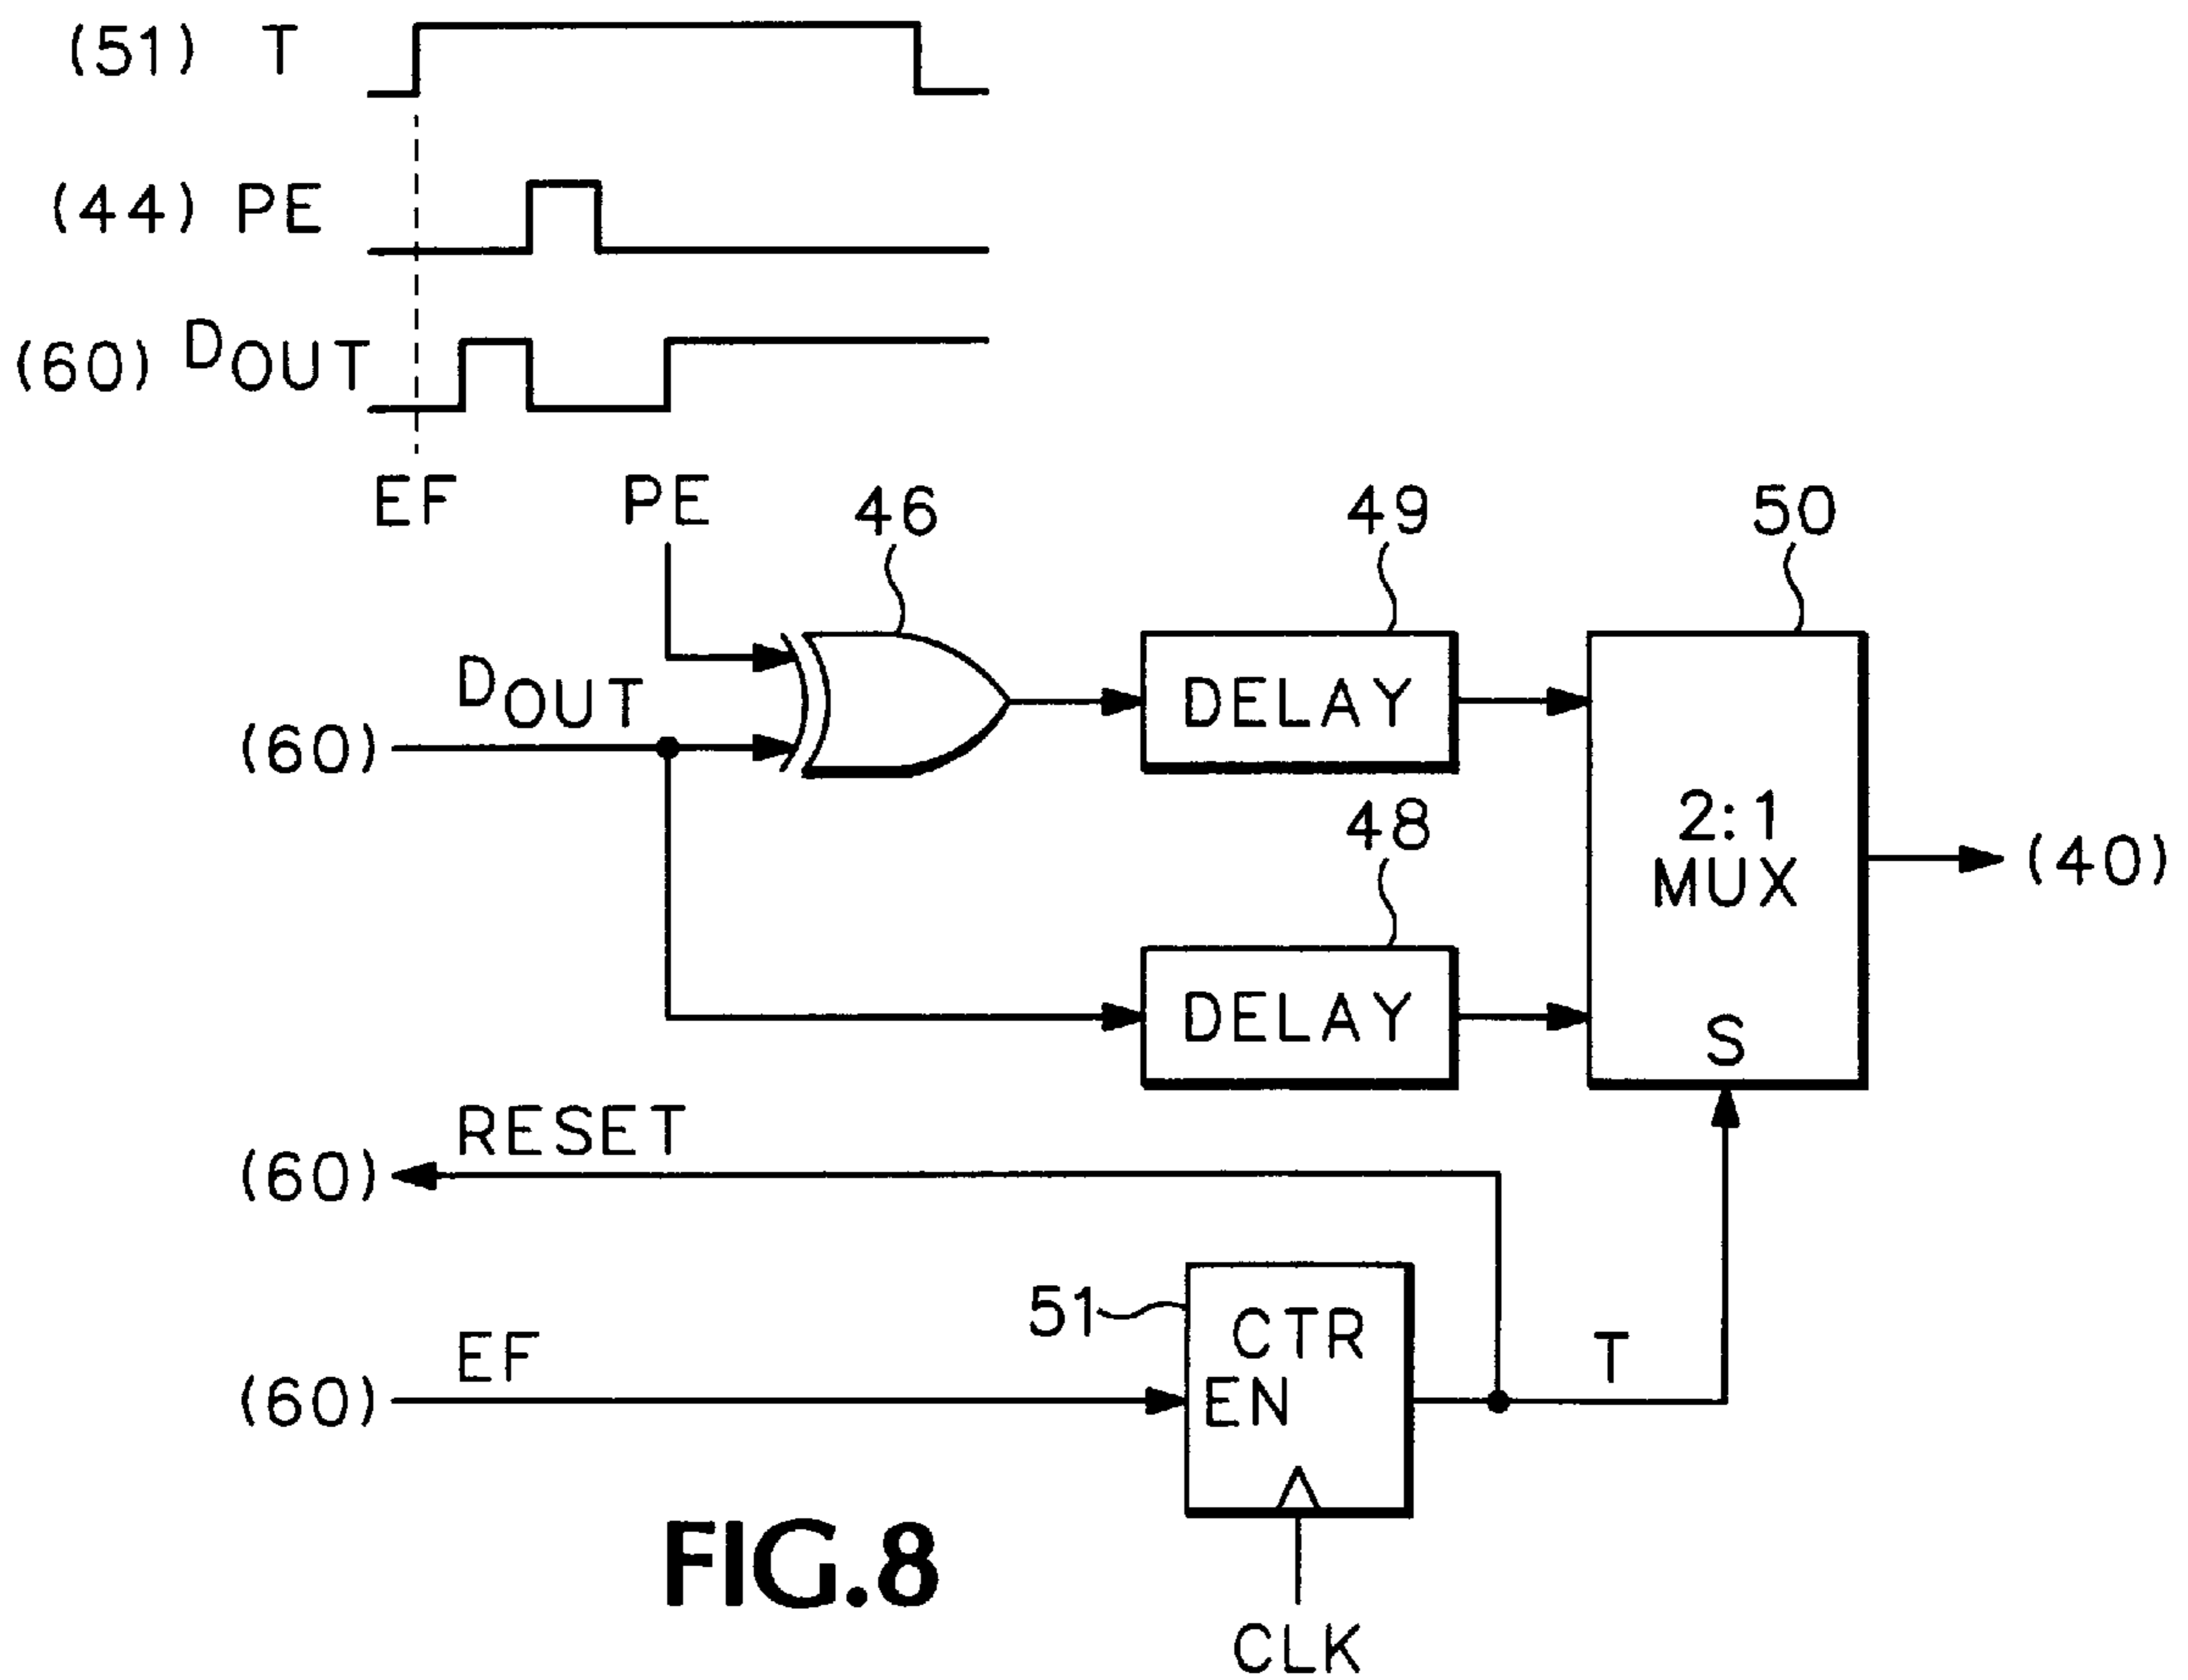 (51) T
(44) PE
(60) DOUT
EF
PE
46
49
50
DOUT
(60)
DELAY
2:1
MUX
48
(40)
DELAY
S
RESET
(60)
51
CTR
EF
T
(60)
EN
FIG.8
CLK